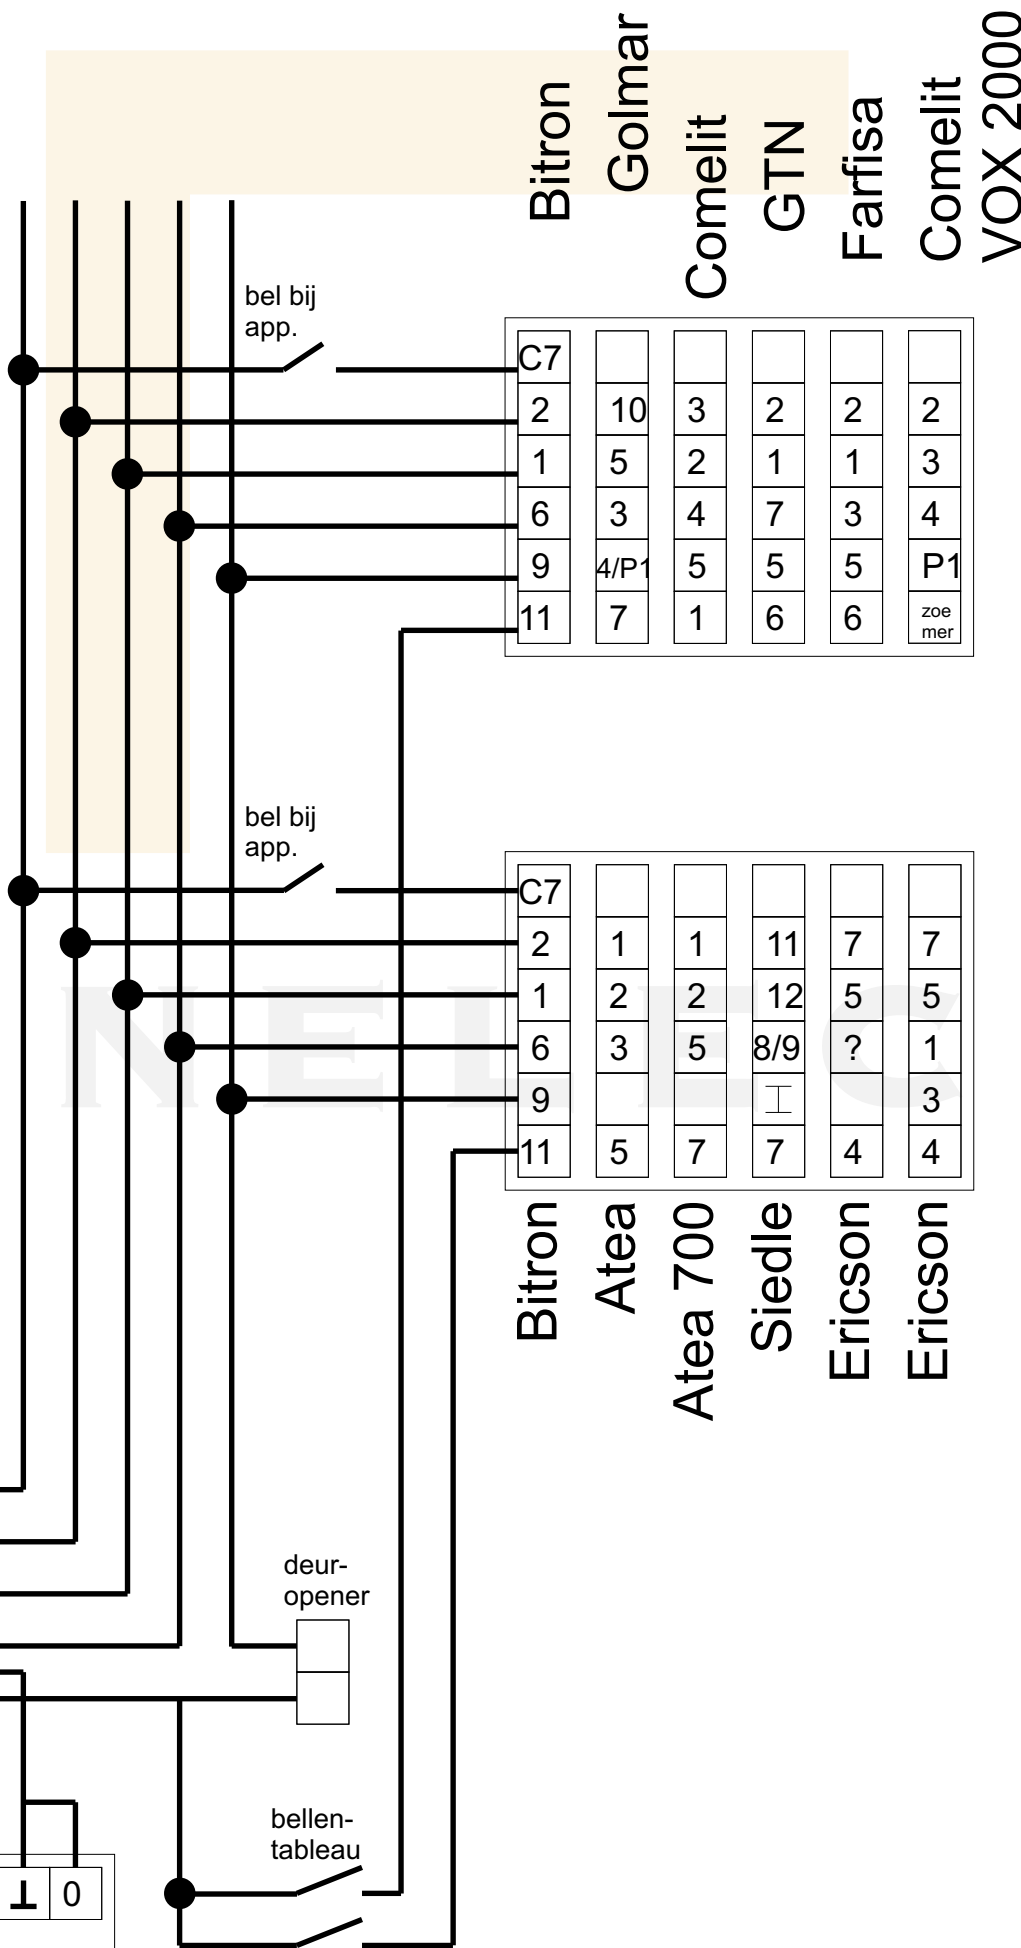 Bitron
Golmar
Comelit
GTN
Farfisa
Comelit
VOX 2000
bel bij
app.
C7
2 10 3 2 2 2
1 5 2 1 1 3
6 3 4 7 3 4
9 4/P1 5 5 5 P1
11 7 1 6 6 zoe
mer
bel bij
app.
C7
2 1 1 11 7 7
1 2 2 12 5 5
6 3 5 8/9 ? 1
9 3
11 5 7 7 4 4
NELEC
Bitron
Atea
Atea 700
Siedle
Ericson
Ericson
deur-
opener
bellen-
tableau
0